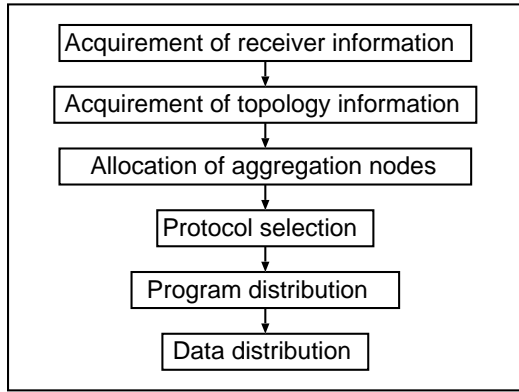 Acquirement of receiver information
Acquirement of topology information
Allocation of aggregation nodes
Protocol selection
Program distribution
Data distribution